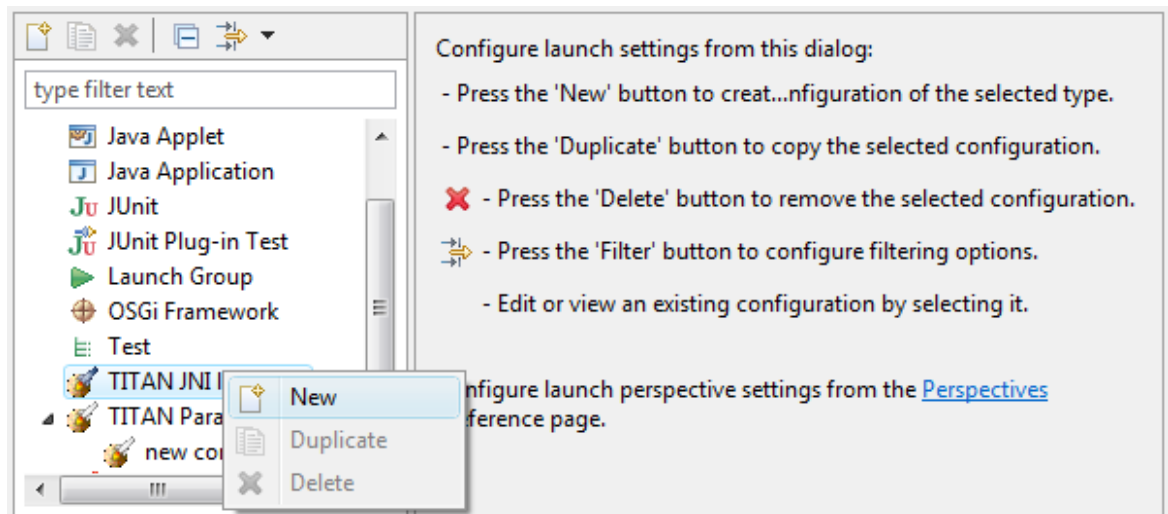 type filter text
Java Applet
Java Application
JUnit
JUnit Plug-in Test
Launch Group
OSGi Framework
Test
TITAN JNI
TITAN Para
new co
New
Duplicate
Delete
Configure launch settings from this dialog:
- Press the 'New' button to creat...nfiguration of the selected type.
- Press the 'Duplicate' button to copy the selected configuration.
- Press the 'Delete' button to remove the selected configuration.
- Press the 'Filter' button to configure filtering options.
- Edit or view an existing configuration by selecting it.
nfigure launch perspective settings from the Perspectives
ference page.